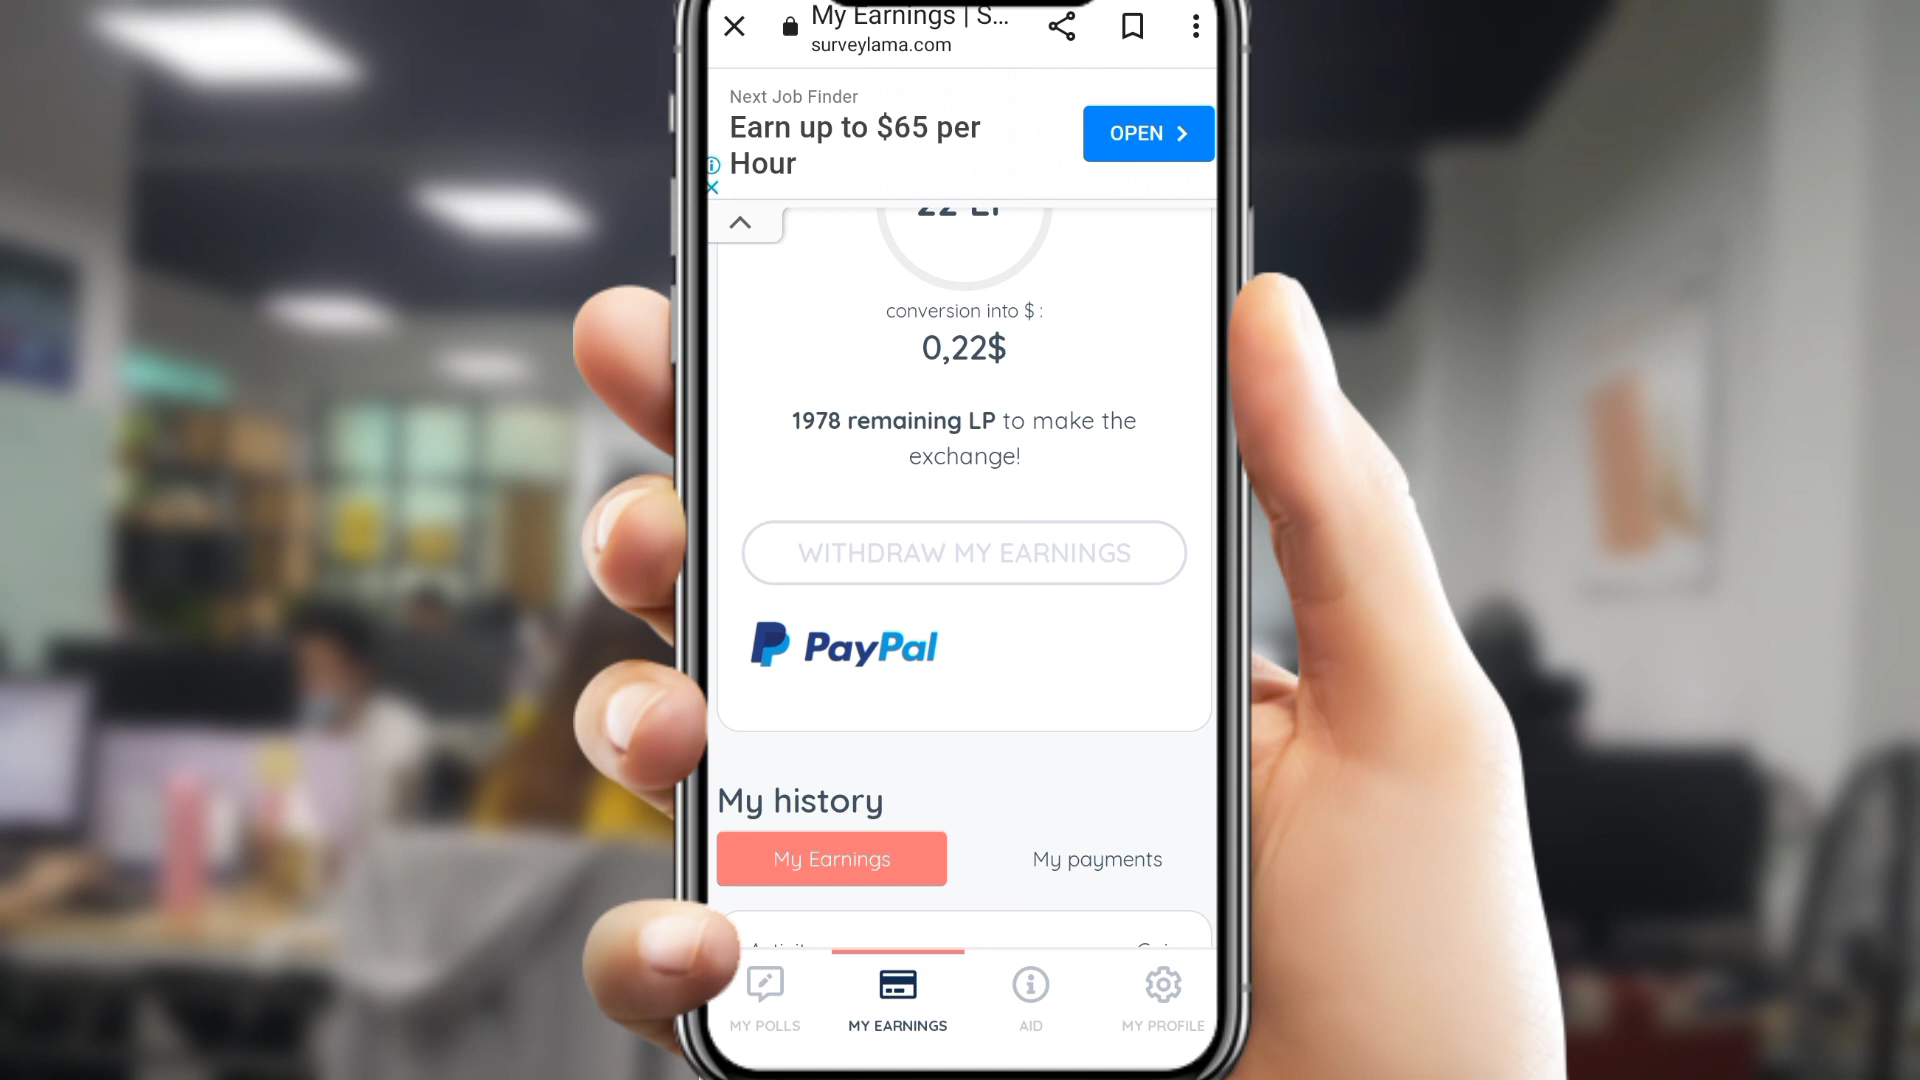 My Earnings | S...
surveylama.com
Next Job Finder
Earn up to $65 per
Hour
OPEN
22 LP
conversion into $ :
0,22$
1978 remaining LP to make the
exchange!
WITHDRAW MY EARNINGS
PayPal
My history
My Earnings
My payments
MY POLLS
MY EARNINGS
AID
MY PROFILE